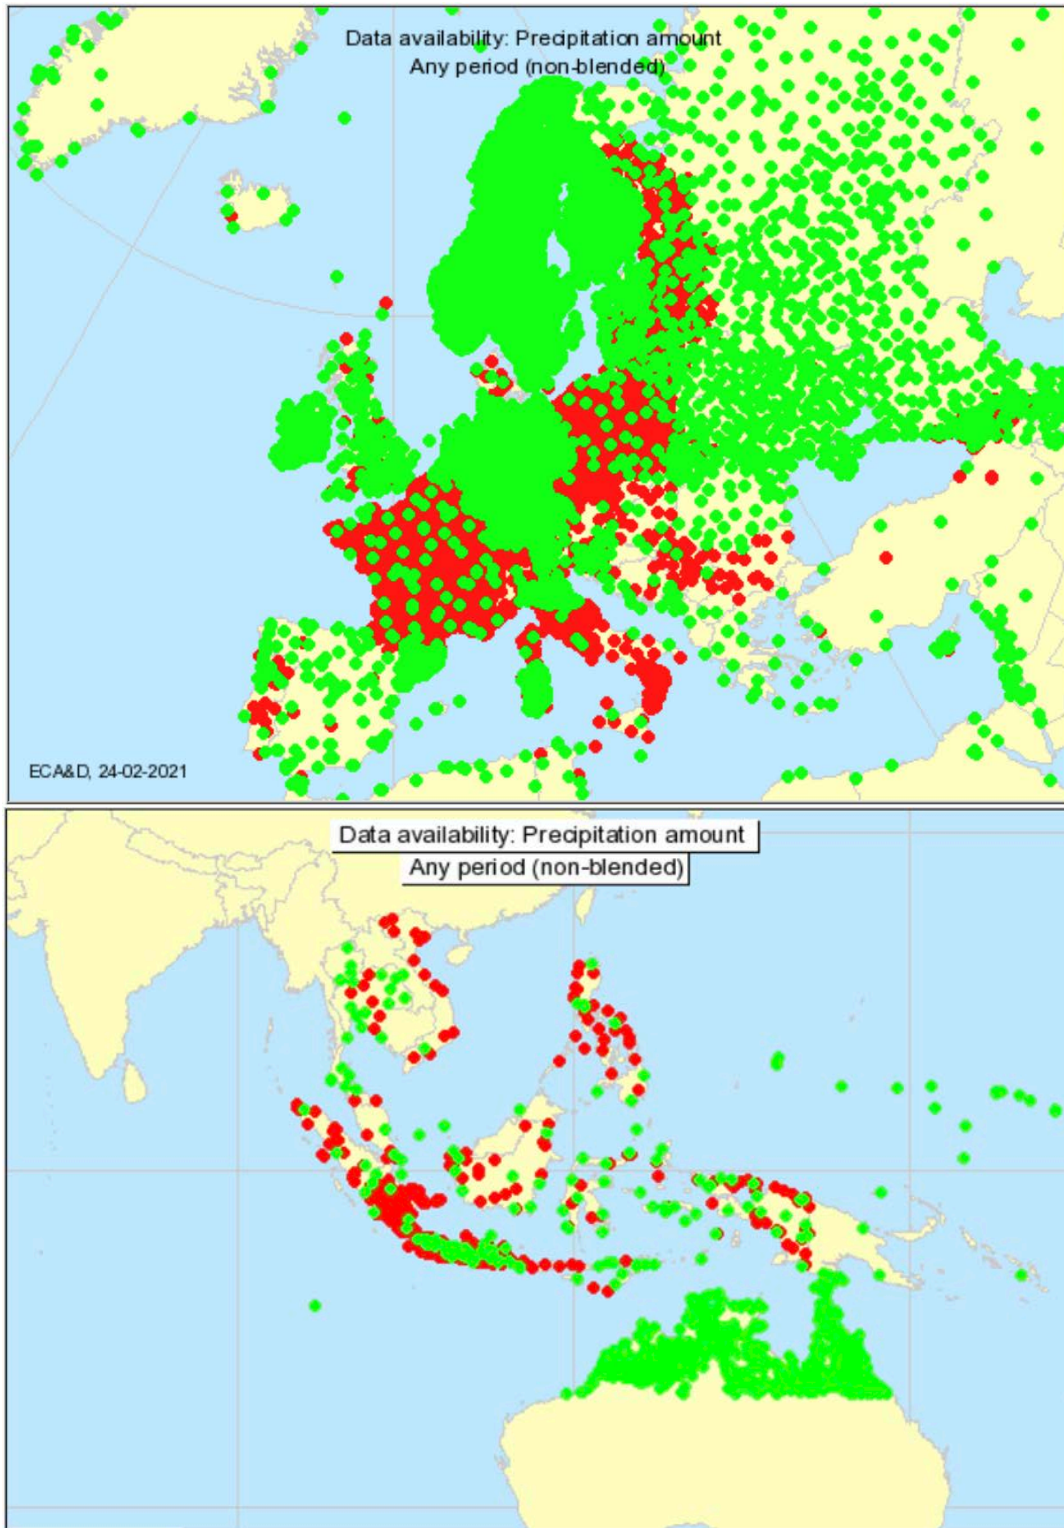 Data availability: Precipitation amount
Any period (non-blended)
ECA&D, 24-02-2021
Data availability: Precipitation amount
Any period (non-blended)